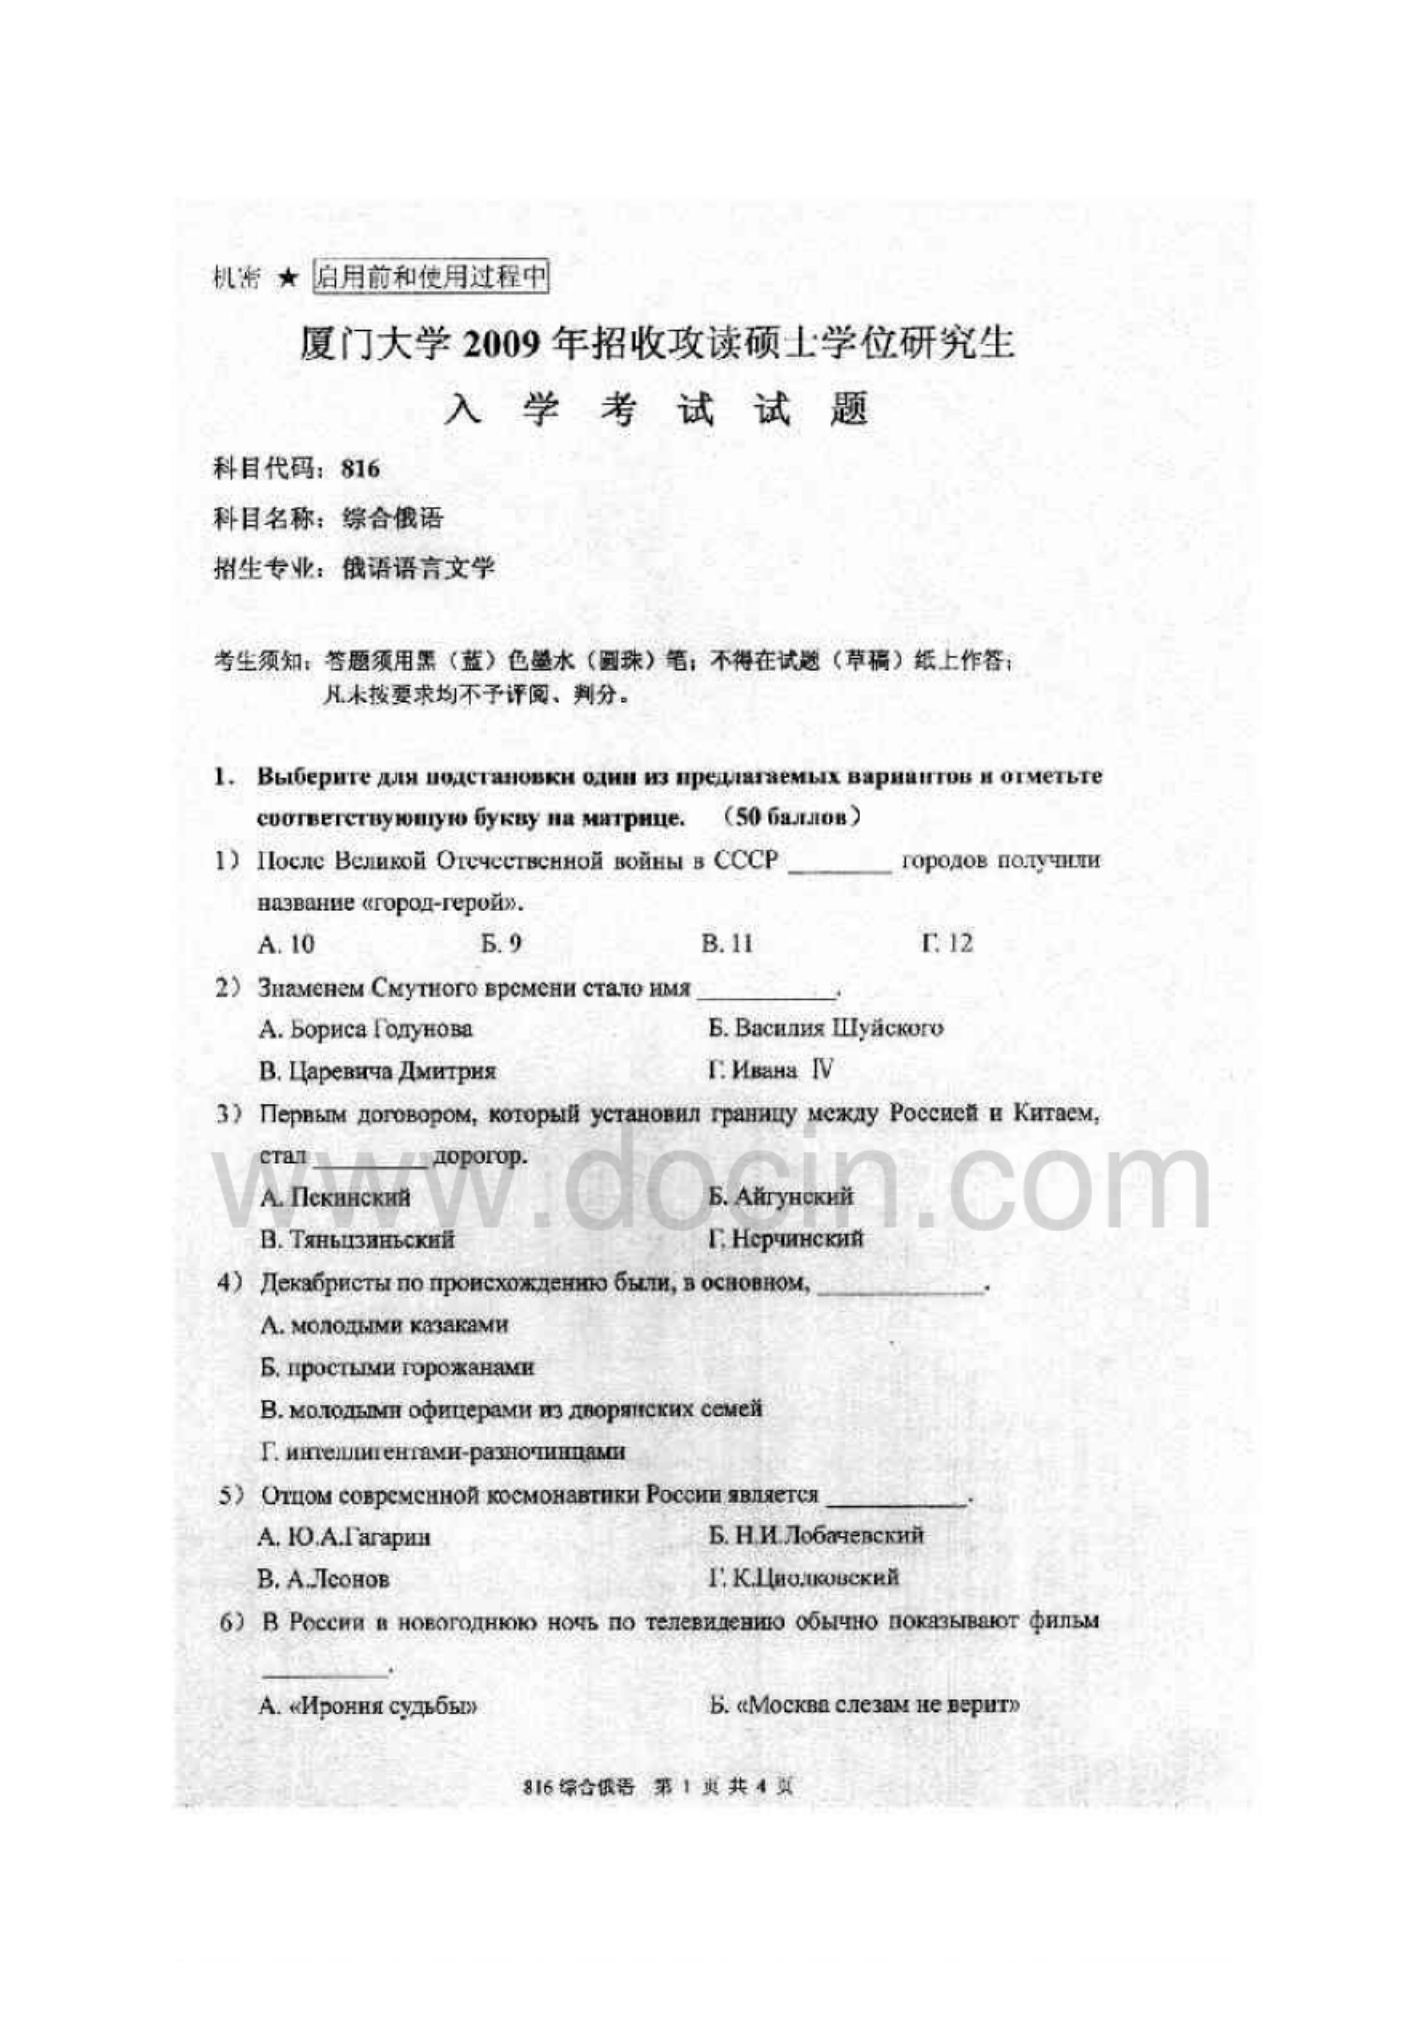 机密 ★ 启用前和使用过程中
厦门大学 2009 年招收攻读硕士学位研究生
入 学 考 试 试 题
科目代码：816
科目名称：综合俄语
招生专业：俄语语言文学
考生须知：答题须用黑（蓝）色墨水（圆珠）笔；不得在试题（草稿）纸上作答；
凡未按要求均不予评阅、判分。
1. Выберите для подстановки один из предлагаемых вариантов и отметьте
соответствующую букву на матрице. （50 баллов）
1）После Великой Отечественной войны в СССР ________ городов получили
название «город-герой».
А. 10 Б. 9 В. 11 Г. 12
2）Знаменем Смутного времени стало имя ___________.
А. Бориса Годунова Б. Василия Шуйского
В. Царевича Дмитрия Г. Ивана Ⅳ
3）Первым договором, который установил границу между Россией и Китаем,
стал _________ дорогор.
А. Пекинский Б. Айгунский
В. Тяньцзиньский Г. Нерчинский
4）Декабристы по происхождению были, в основном, _____________.
А. молодыми казаками
Б. простыми горожанами
В. молодыми офицерами из дворянских семей
Г. интеллигентами-разночинцами
5）Отцом современной космонавтики России является ___________.
А. Ю.А.Гагарин Б. Н.И.Лобачевский
В. А.Леонов Г. К.Циолковский
6）В России в новогоднюю ночь по телевидению обычно показывают фильм
__________.
А. «Ирония судьбы» Б. «Москва слезам не верит»
816 综合俄语 第 1 页 共 4 页
www.docin.com